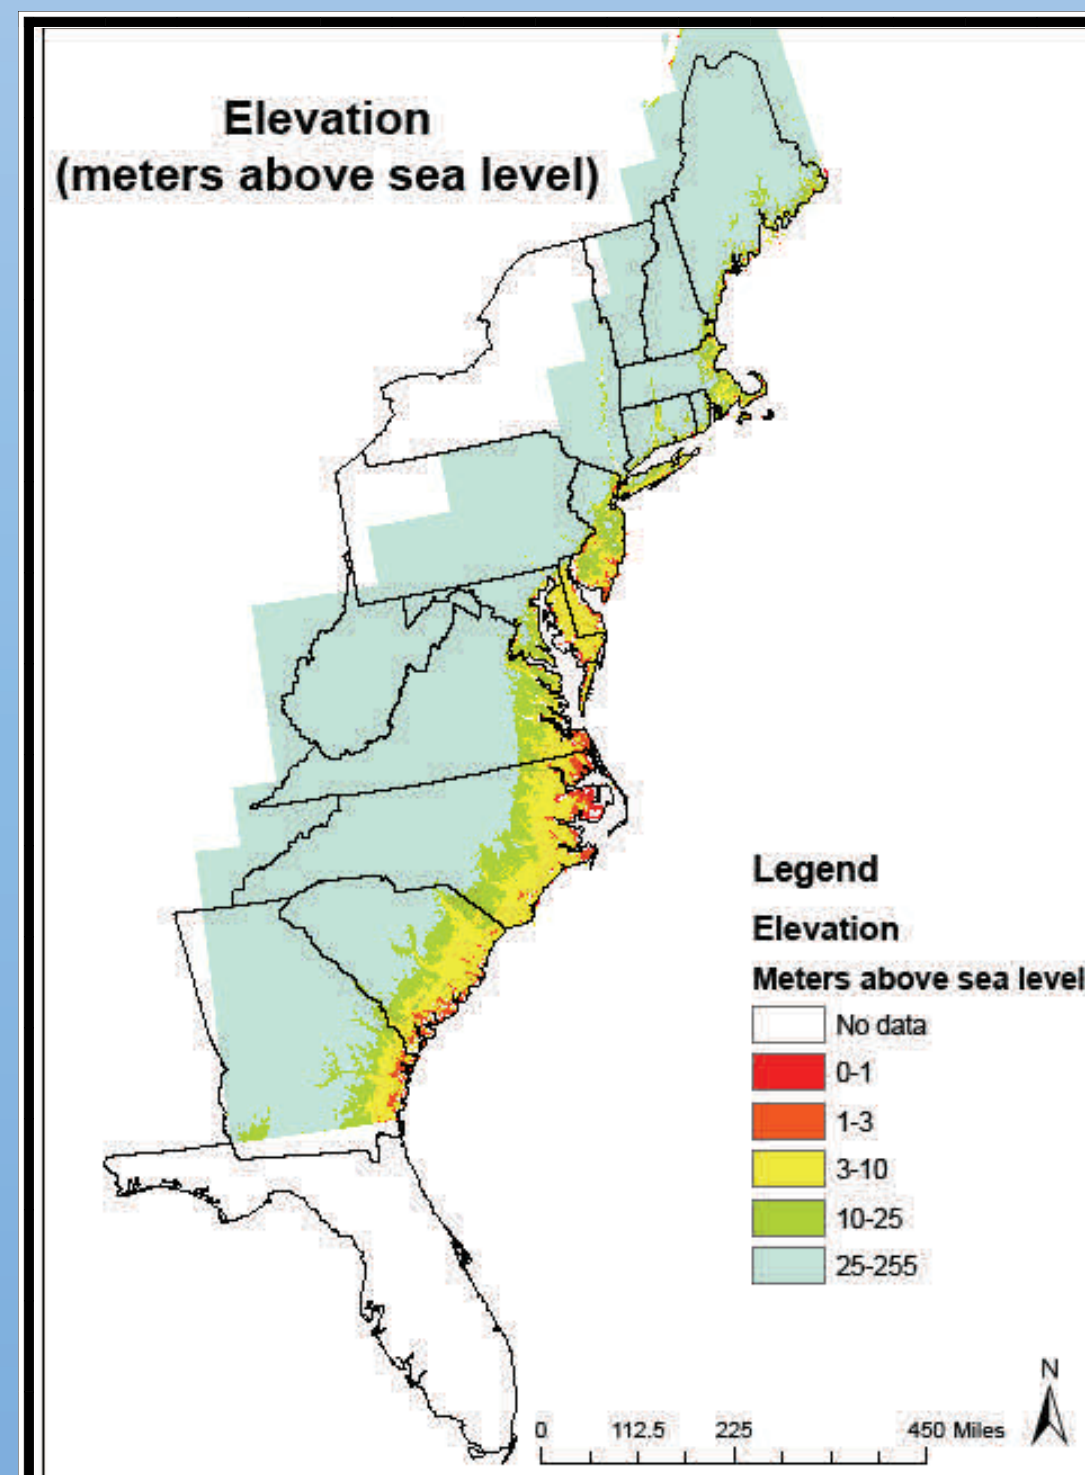 Elevation
(meters above sea level)
Legend
Elevation
Meters above sea level
No data
0-1
1-3
3-10
10-25
25-255
N
0 112.5 225 450 Miles